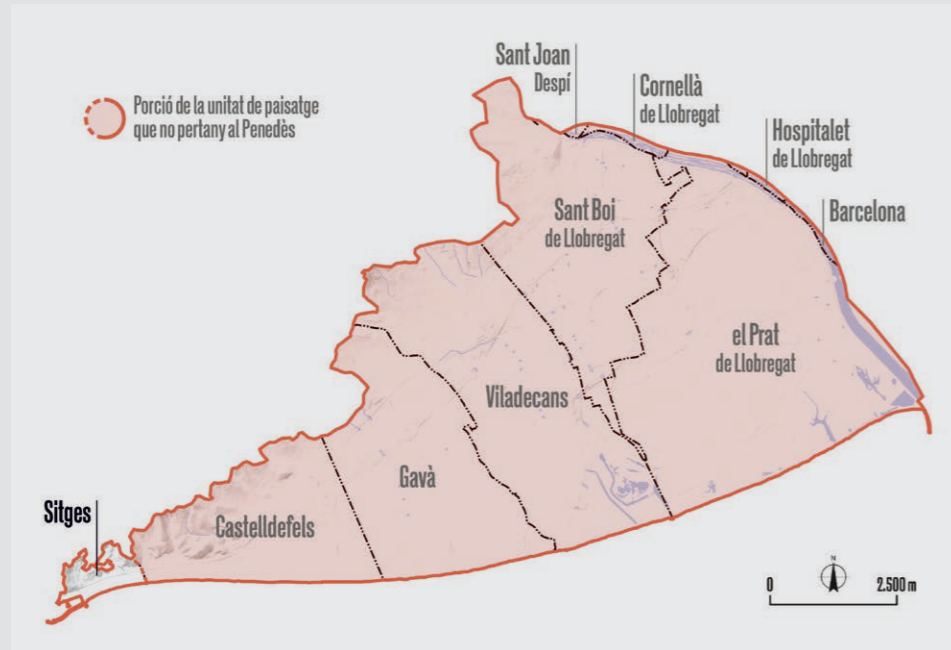 Sant Joan
Despí
Cornellà
de Llobregat
Porció de la unitat de paisatge
que no pertany al Penedès
Hospitalet
de Llobregat
Barcelona
Sant Boi
de Llobregat
el Prat
de Llobregat
Viladecans
Gavà
Sitges
Castelldefels
N
0 2.500 m